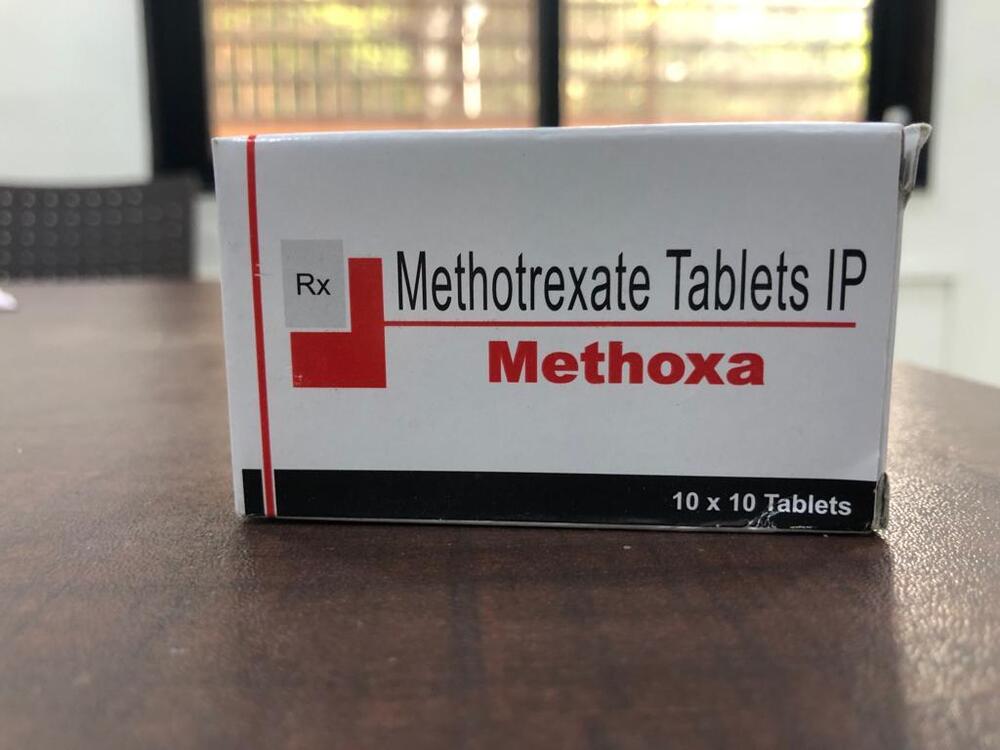 Rx
Methotrexate Tablets IP
Methoxa
10 x 10 Tablets